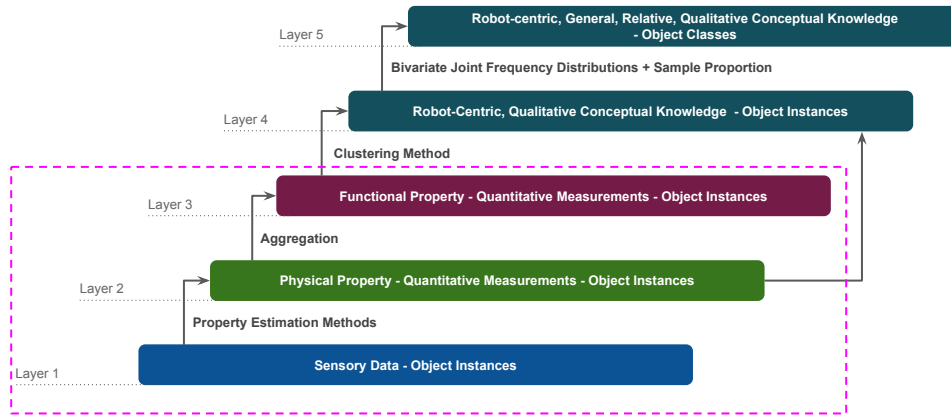 Robot-centric, General, Relative, Qualitative Conceptual Knowledge
- Object Classes
Layer 5
Bivariate Joint Frequency Distributions + Sample Proportion
Robot-Centric, Qualitative Conceptual Knowledge - Object Instances
Layer 4
Clustering Method
Functional Property - Quantitative Measurements - Object Instances
Layer 3
Aggregation
Physical Property - Quantitative Measurements - Object Instances
Layer 2
Property Estimation Methods
Sensory Data - Object Instances
Layer 1